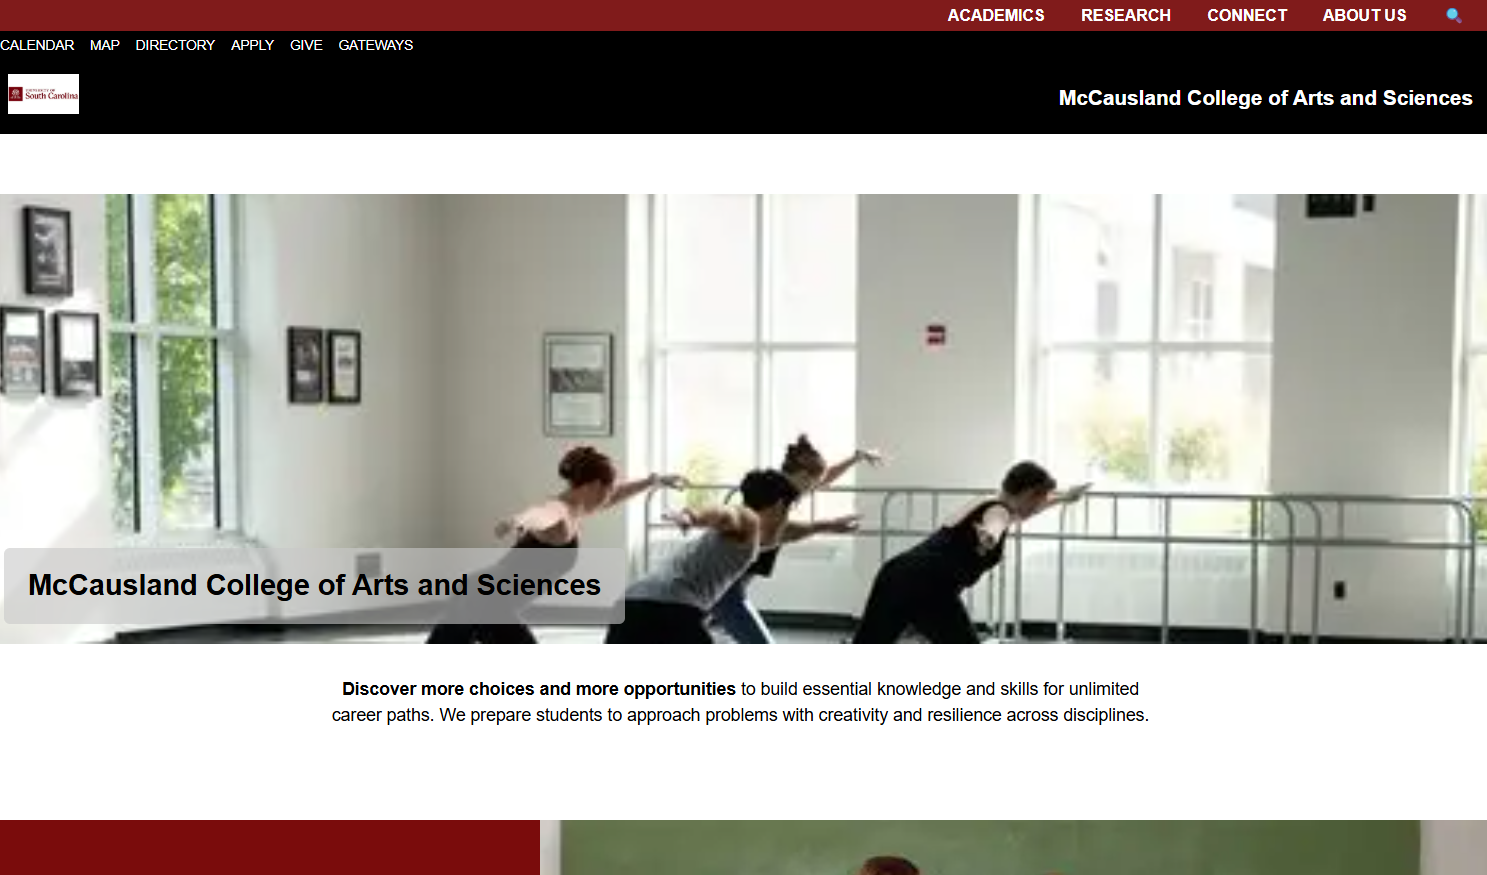 ACADEMICS RESEARCH CONNECT ABOUT US
CALENDAR MAP DIRECTORY APPLY GIVE GATEWAYS
UNIVERSITY OF
South Carolina
McCausland College of Arts and Sciences
McCausland College of Arts and Sciences
Discover more choices and more opportunities to build essential knowledge and skills for unlimited
career paths. We prepare students to approach problems with creativity and resilience across disciplines.